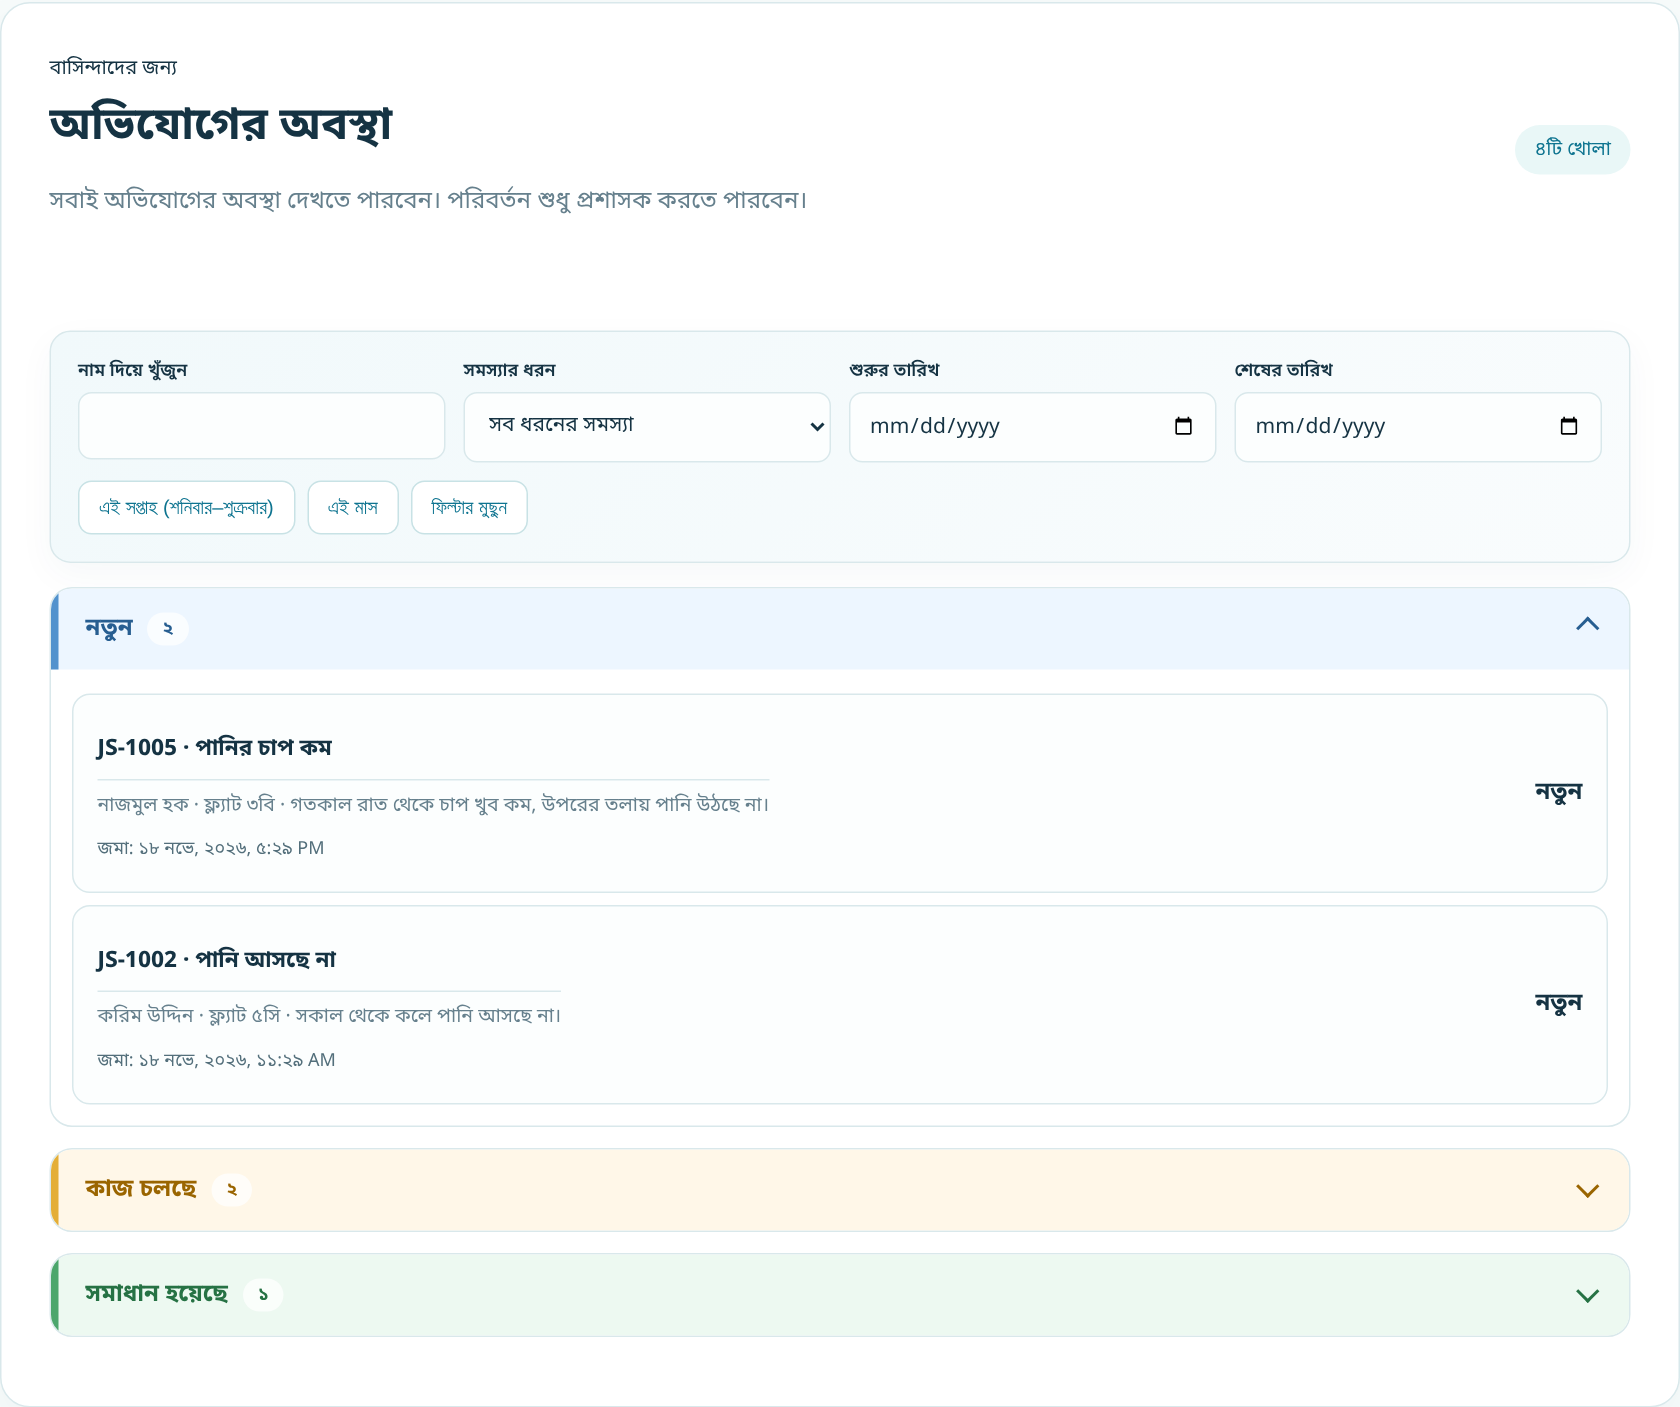 বাসিন্দাদের জন্য
অভিযোগের অবস্থা
৪টি খোলা
সবাই অভিযোগের অবস্থা দেখতে পারবেন। পরিবর্তন শুধু প্রশাসক করতে পারবেন।
নাম দিয়ে খুঁজুন
সমস্যার ধরন
শুরুর তারিখ
শেষের তারিখ
সব ধরনের সমস্যা
mm/dd/yyyy
mm/dd/yyyy
এই সপ্তাহ (শনিবার–শুক্রবার)
এই মাস
ফিল্টার মুছুন
নতুন ২
JS-1005 · পানির চাপ কম
নাজমুল হক · ফ্ল্যাট ৩বি · গতকাল রাত থেকে চাপ খুব কম, উপরের তলায় পানি উঠছে না।
জমা: ১৮ নভে, ২০২৬, ৫:২৯ PM
নতুন
JS-1002 · পানি আসছে না
করিম উদ্দিন · ফ্ল্যাট ৫সি · সকাল থেকে কলে পানি আসছে না।
জমা: ১৮ নভে, ২০২৬, ১১:২৯ AM
নতুন
কাজ চলছে ২
সমাধান হয়েছে ১